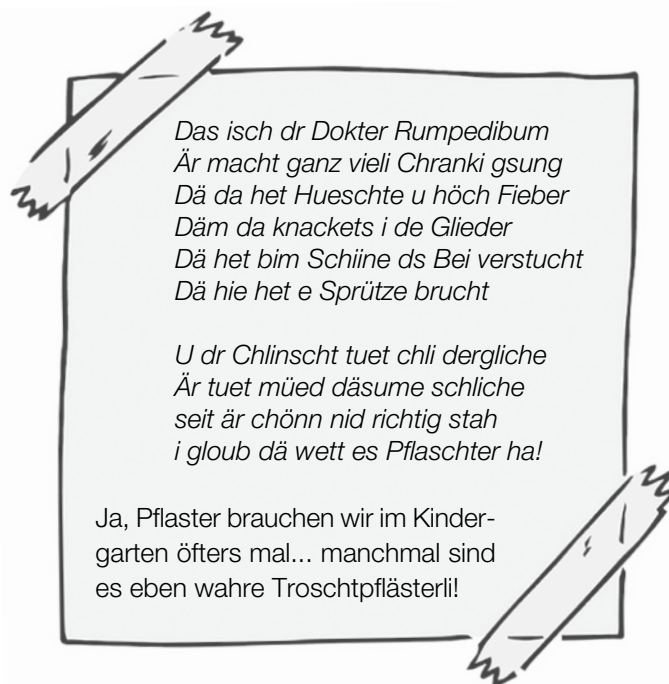 Das isch dr Dokter Rumpedibum
Är macht ganz vieli Chranki gsung
Dä da het Hueschte u höch Fieber
Däm da knackets i de Glieder
Dä het bim Schiine ds Bei verstucht
Dä hie het e Sprütze brucht

U dr Chlinscht tuet chli dergliche
Är tuet müed däsume schliche
seit är chönn nid richtig stah
i gloub dä wett es Pflaschter ha!

Ja, Pflaster brauchen wir im Kinder-
garten öfters mal... manchmal sind
es eben wahre Troschtpflästerli!